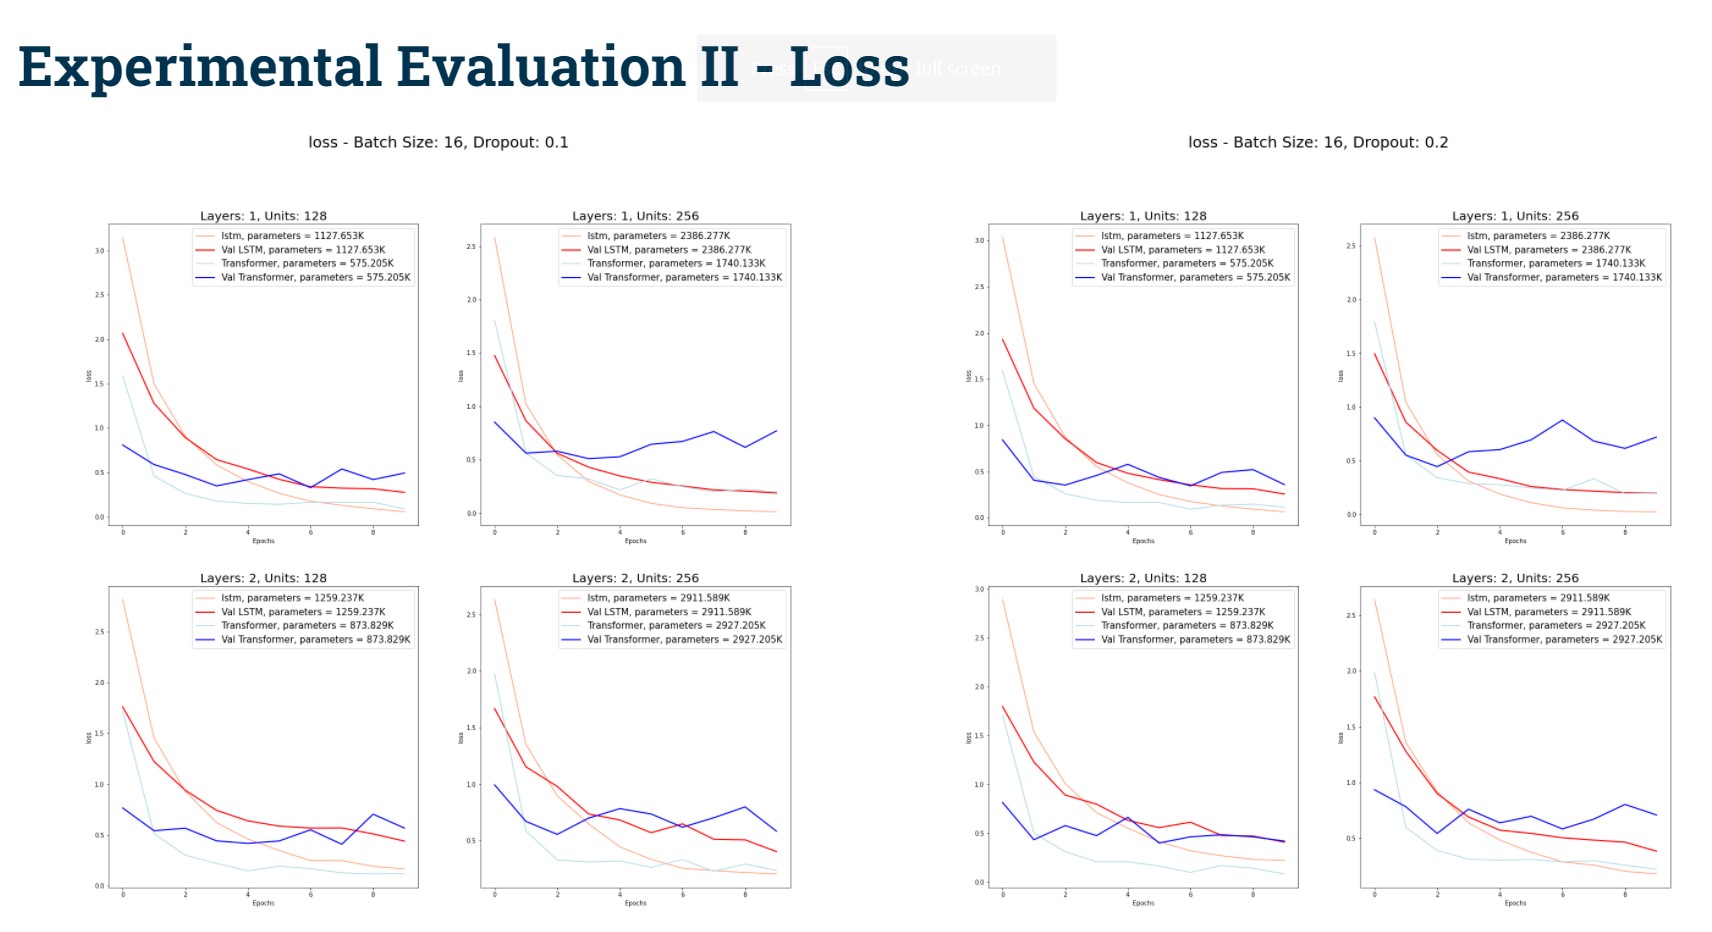 Experimental Evaluation II - Loss
full screen
loss - Batch Size: 16, Dropout: 0.1
Layers: 1, Units: 128
lstm, parameters = 1127.653K
Val LSTM, parameters = 1127.653K
Transformer, parameters = 575.205K
Val Transformer, parameters = 575.205K
3.0
2.5
2.0
1.5
1.0
0.5
0.0
loss
0 2 4 6 8
Epochs
Layers: 1, Units: 256
lstm, parameters = 2386.277K
Val LSTM, parameters = 2386.277K
Transformer, parameters = 1740.133K
Val Transformer, parameters = 1740.133K
2.5
2.0
1.5
1.0
0.5
0.0
loss
0 2 4 6 8
Epochs
Layers: 2, Units: 128
lstm, parameters = 1259.237K
Val LSTM, parameters = 1259.237K
Transformer, parameters = 873.829K
Val Transformer, parameters = 873.829K
2.5
2.0
1.5
1.0
0.5
0.0
loss
0 2 4 6 8
Epochs
Layers: 2, Units: 256
lstm, parameters = 2911.589K
Val LSTM, parameters = 2911.589K
Transformer, parameters = 2927.205K
Val Transformer, parameters = 2927.205K
2.5
2.0
1.5
1.0
0.5
loss
0 2 4 6 8
Epochs
loss - Batch Size: 16, Dropout: 0.2
Layers: 1, Units: 128
lstm, parameters = 1127.653K
Val LSTM, parameters = 1127.653K
Transformer, parameters = 575.205K
Val Transformer, parameters = 575.205K
3.0
2.5
2.0
1.5
1.0
0.5
0.0
loss
0 2 4 6 8
Epochs
Layers: 1, Units: 256
lstm, parameters = 2386.277K
Val LSTM, parameters = 2386.277K
Transformer, parameters = 1740.133K
Val Transformer, parameters = 1740.133K
2.5
2.0
1.5
1.0
0.5
0.0
loss
0 2 4 6 8
Epochs
Layers: 2, Units: 128
lstm, parameters = 1259.237K
Val LSTM, parameters = 1259.237K
Transformer, parameters = 873.829K
Val Transformer, parameters = 873.829K
3.0
2.5
2.0
1.5
1.0
0.5
0.0
loss
0 2 4 6 8
Epochs
Layers: 2, Units: 256
lstm, parameters = 2911.589K
Val LSTM, parameters = 2911.589K
Transformer, parameters = 2927.205K
Val Transformer, parameters = 2927.205K
2.5
2.0
1.5
1.0
0.5
loss
0 2 4 6 8
Epochs